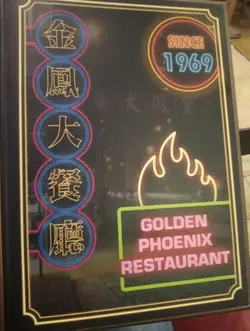 金鳳大餐廳
SINCE
1969
GOLDEN
PHOENIX
RESTAURANT